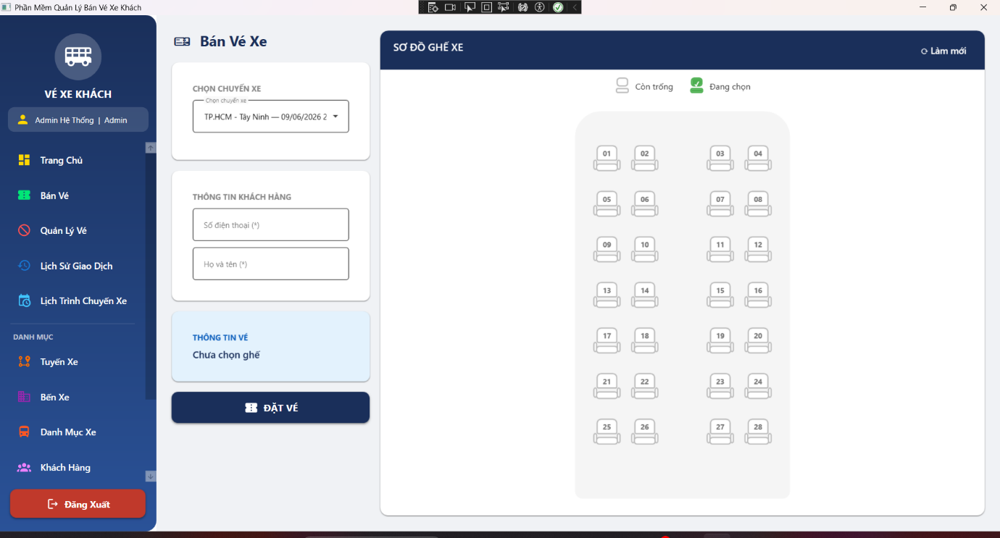 Phần Mềm Quản Lý Bán Vé Xe Khách
VÉ XE KHÁCH
Admin Hệ Thống | Admin
Trang Chủ
Bán Vé
Quản Lý Vé
Lịch Sử Giao Dịch
Lịch Trình Chuyến Xe
DANH MỤC
Tuyến Xe
Bến Xe
Danh Mục Xe
Khách Hàng
Đăng Xuất
Bán Vé Xe
CHỌN CHUYẾN XE
Chọn chuyến xe
TP.HCM - Tây Ninh — 09/06/2026 2
THÔNG TIN KHÁCH HÀNG
Số điện thoại (*)
Họ và tên (*)
THÔNG TIN VÉ
Chưa chọn ghế
ĐẶT VÉ
SƠ ĐỒ GHẾ XE
Làm mới
Còn trống Đang chọn
01 02 03 04
05 06 07 08
09 10 11 12
13 14 15 16
17 18 19 20
21 22 23 24
25 26 27 28